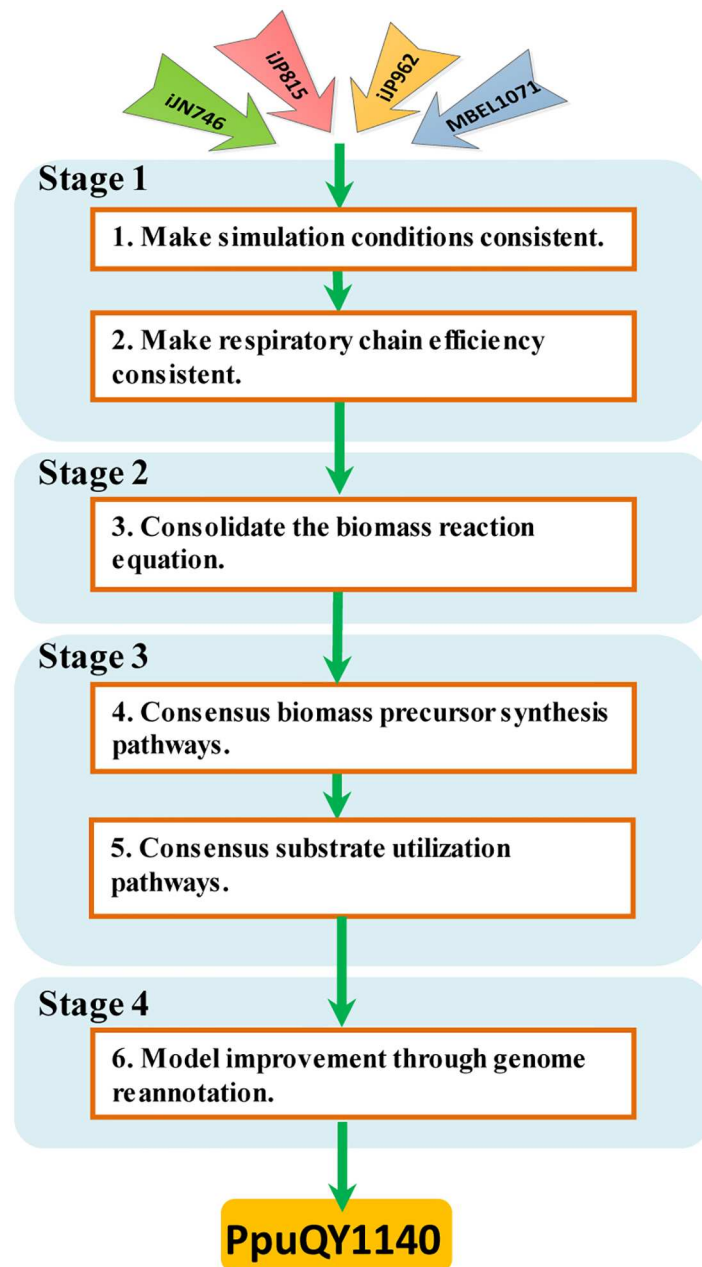 iJN746
iJP815
iJP962
MBEL1071
Stage 1
1. Make simulation conditions consistent.
2. Make respiratory chain efficiency
consistent.
Stage 2
3. Consolidate the biomass reaction
equation.
Stage 3
4. Consensus biomass precursor synthesis
pathways.
5. Consensus substrate utilization
pathways.
Stage 4
6. Model improvement through genome
reannotation.
PpuQY1140